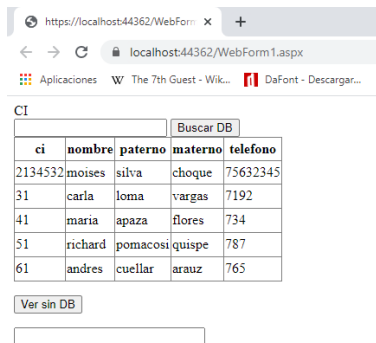 https://localhost:44362/WebForm ×
localhost:44362/WebForm1.aspx
Aplicaciones W The 7th Guest - Wik... DaFont - Descargar...
CI
Buscar DB
ci nombre paterno materno telefono
2134532 moises silva choque 75632345
31 carla loma vargas 7192
41 maria apaza flores 734
51 richard pomacosi quispe 787
61 andres cuellar arauz 765
Ver sin DB